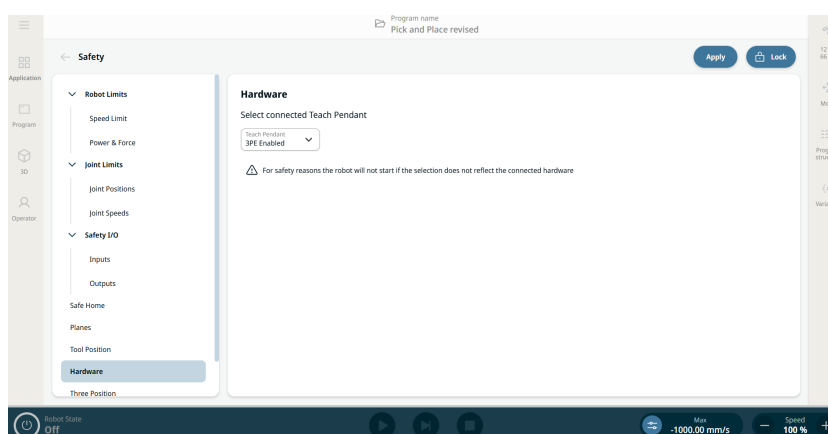 Program name
Pick and Place revised
Safety
Apply
Lock
Application
Program
3D
Operator
Robot Limits
Speed Limit
Power & Force
Joint Limits
Joint Positions
Joint Speeds
Safety I/O
Inputs
Outputs
Safe Home
Planes
Tool Position
Hardware
Three Position
Hardware
Select connected Teach Pendant
Teach Pendant
3PE Enabled
For safety reasons the robot will not start if the selection does not reflect the connected hardware
12
66
Robot State
Off
Max
-1000.00 mm/s
Speed
100 %